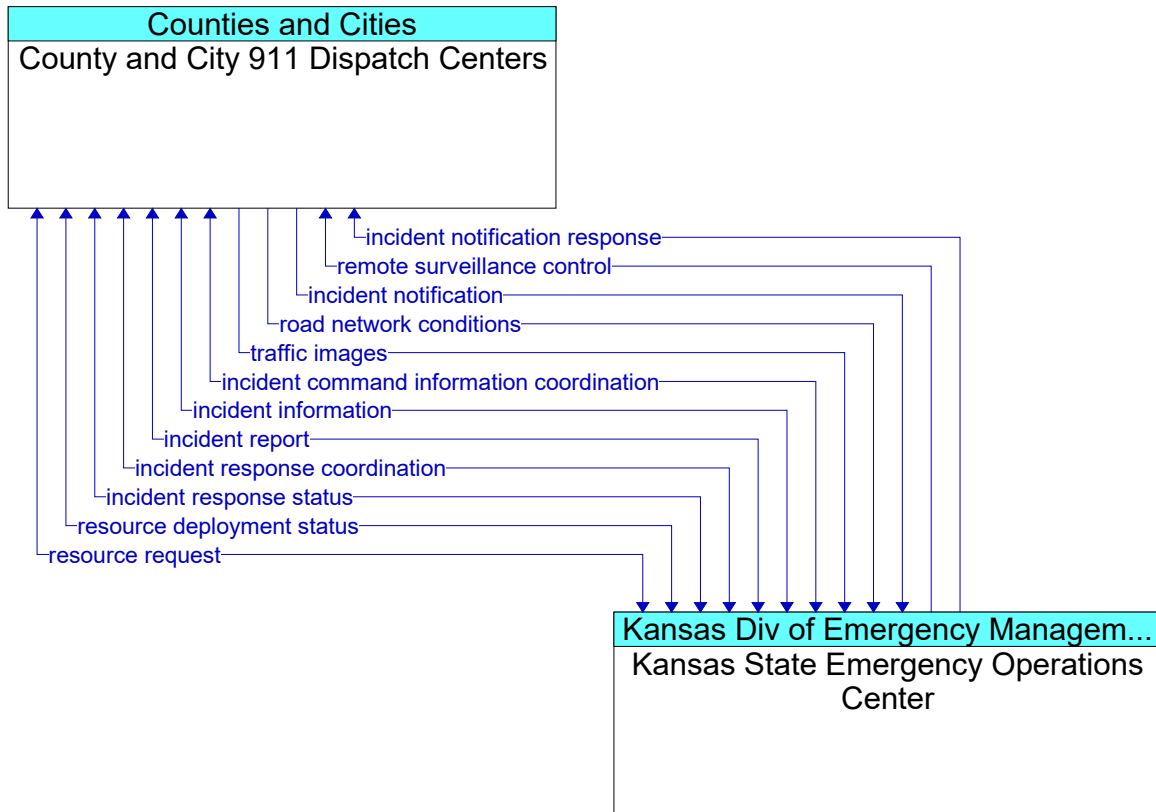 Counties and Cities
County and City 911 Dispatch Centers
incident notification response
remote surveillance control
incident notification
road network conditions
traffic images
incident command information coordination
incident information
incident report
incident response coordination
incident response status
resource deployment status
resource request
Kansas Div of Emergency Managem...
Kansas State Emergency Operations
Center